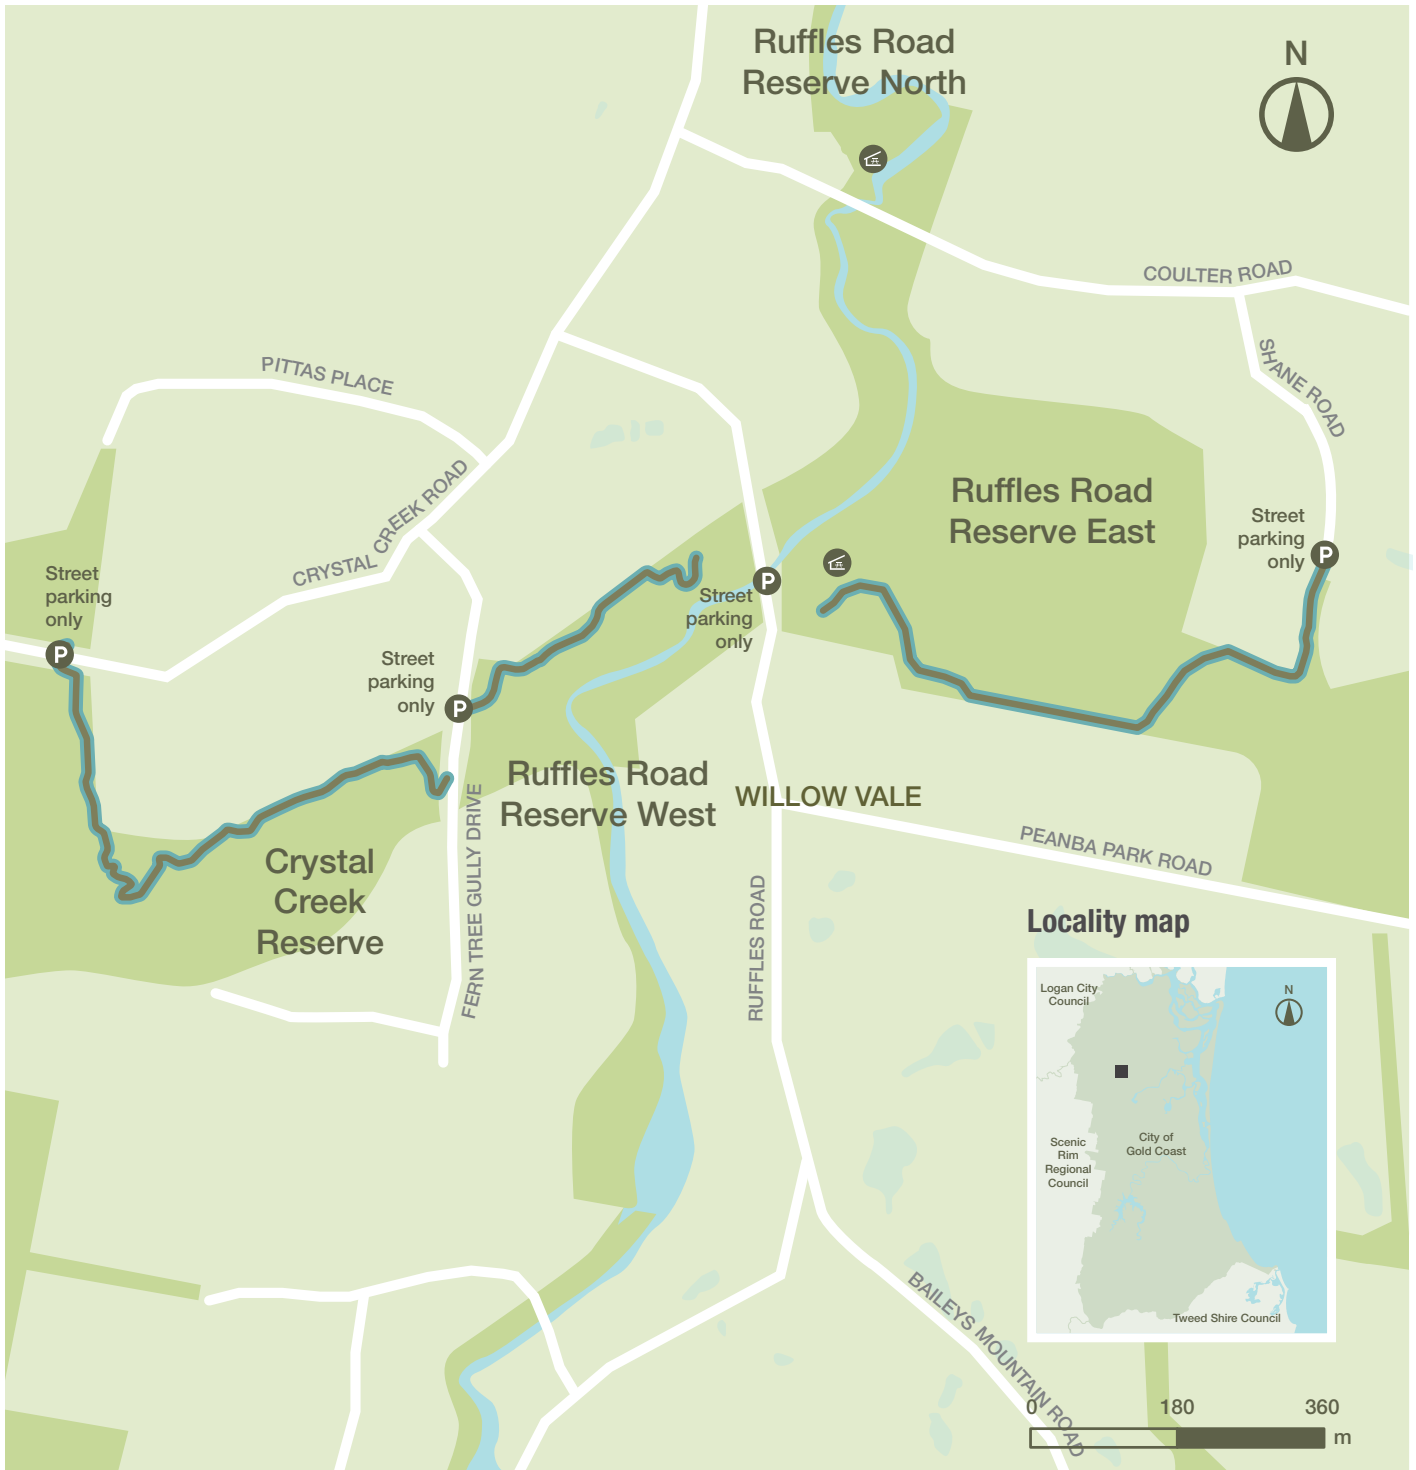 Ruffles Road
Reserve North
N
COULTER ROAD
SHANE ROAD
PITTAS PLACE
CRYSTAL CREEK ROAD
Ruffles Road
Reserve East
Street
parking
only
P
Street
parking
only
P
Street
parking
only
P
Street
parking
only
P
Ruffles Road
Reserve West
WILLOW VALE
PEANBA PARK ROAD
Crystal
Creek
Reserve
FERN TREE GULLY DRIVE
RUFFLES ROAD
BAILEYS MOUNTAIN ROAD
Locality map
Logan City
Council
N
Scenic
Rim
Regional
Council
City of
Gold Coast
Tweed Shire Council
0 180 360
m